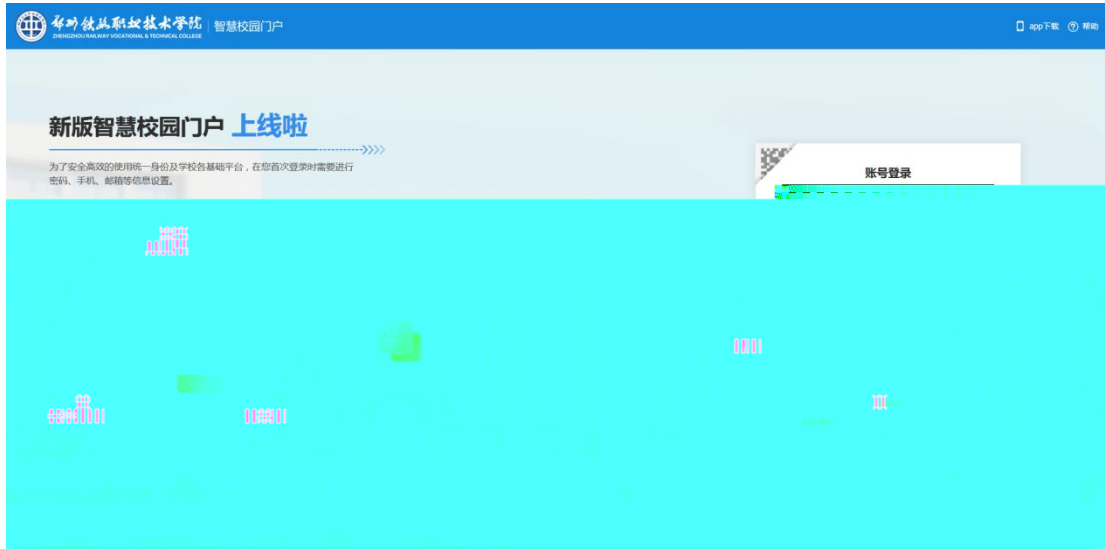 郑州铁路职业技术学院
ZHENGZHOU RAILWAY VOCATIONAL & TECHNICAL COLLEGE
智慧校园门户
app下载 帮助
新版智慧校园门户 上线啦
为了安全高效的使用统一身份及学校各基础平台，在您首次登录时需要进行
密码、手机、邮箱等信息设置。
账号登录